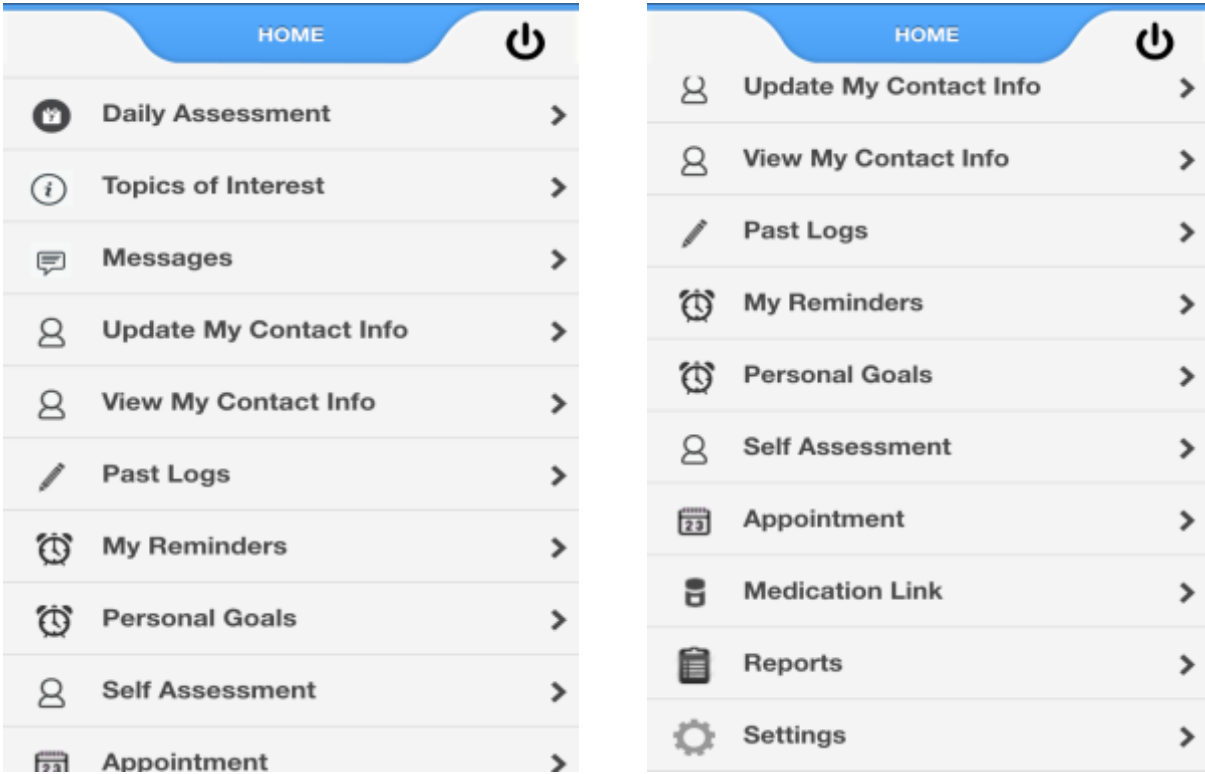 HOME
Daily Assessment
Topics of Interest
Messages
Update My Contact Info
View My Contact Info
Past Logs
My Reminders
Personal Goals
Self Assessment
23
Appointment
HOME
Update My Contact Info
View My Contact Info
Past Logs
My Reminders
Personal Goals
Self Assessment
23
Appointment
Medication Link
Reports
Settings